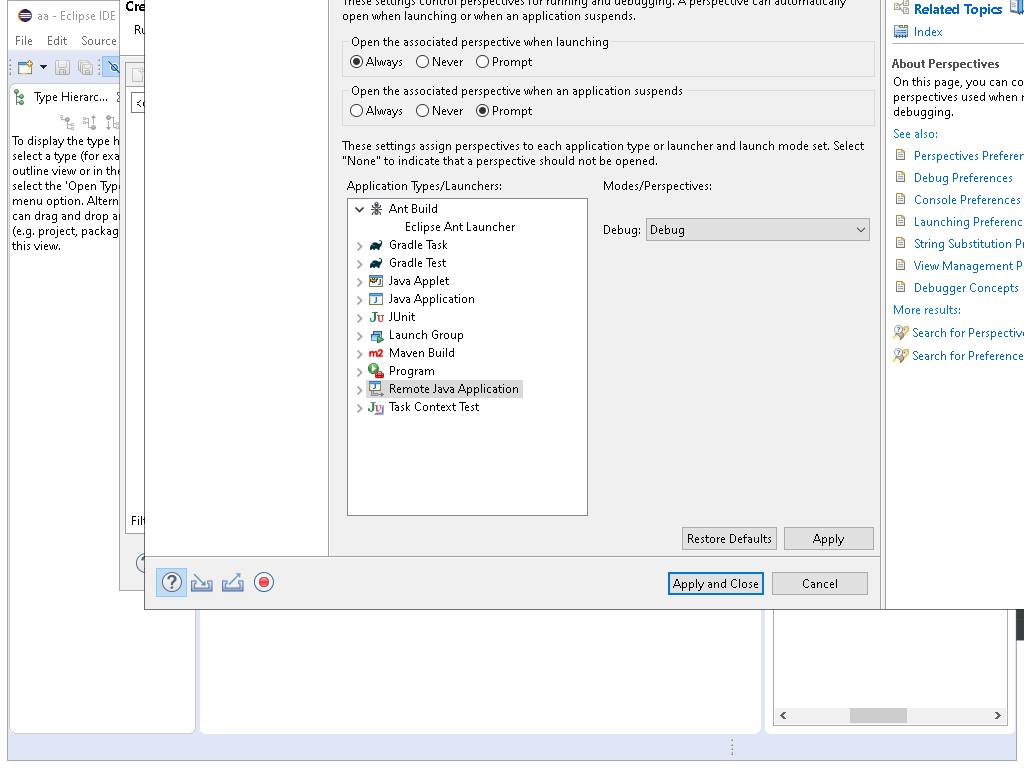 aa - Eclipse IDE
File Edit Source
Type Hierarc...
To display the type h
select a type (for exa
outline view or in the
select the 'Open Type
menu option. Altern
can drag and drop a
(e.g. project, packag
this view.
Cre
Ru
Filt
These settings control perspectives for running and debugging. A perspective can automatically
open when launching or when an application suspends.
Open the associated perspective when launching
Always Never Prompt
Open the associated perspective when an application suspends
Always Never Prompt
These settings assign perspectives to each application type or launcher and launch mode set. Select
"None" to indicate that a perspective should not be opened.
Application Types/Launchers:
Modes/Perspectives:
Ant Build
Eclipse Ant Launcher
Gradle Task
Gradle Test
Java Applet
Java Application
JUnit
Launch Group
Maven Build
Program
Remote Java Application
Task Context Test
Debug: Debug
Restore Defaults Apply
Apply and Close Cancel
Related Topics
Index
About Perspectives
On this page, you can co
perspectives used when r
debugging.
See also:
Perspectives Preferen
Debug Preferences
Console Preferences
Launching Preferenc
String Substitution Pr
View Management P
Debugger Concepts
More results:
Search for Perspective
Search for Preference